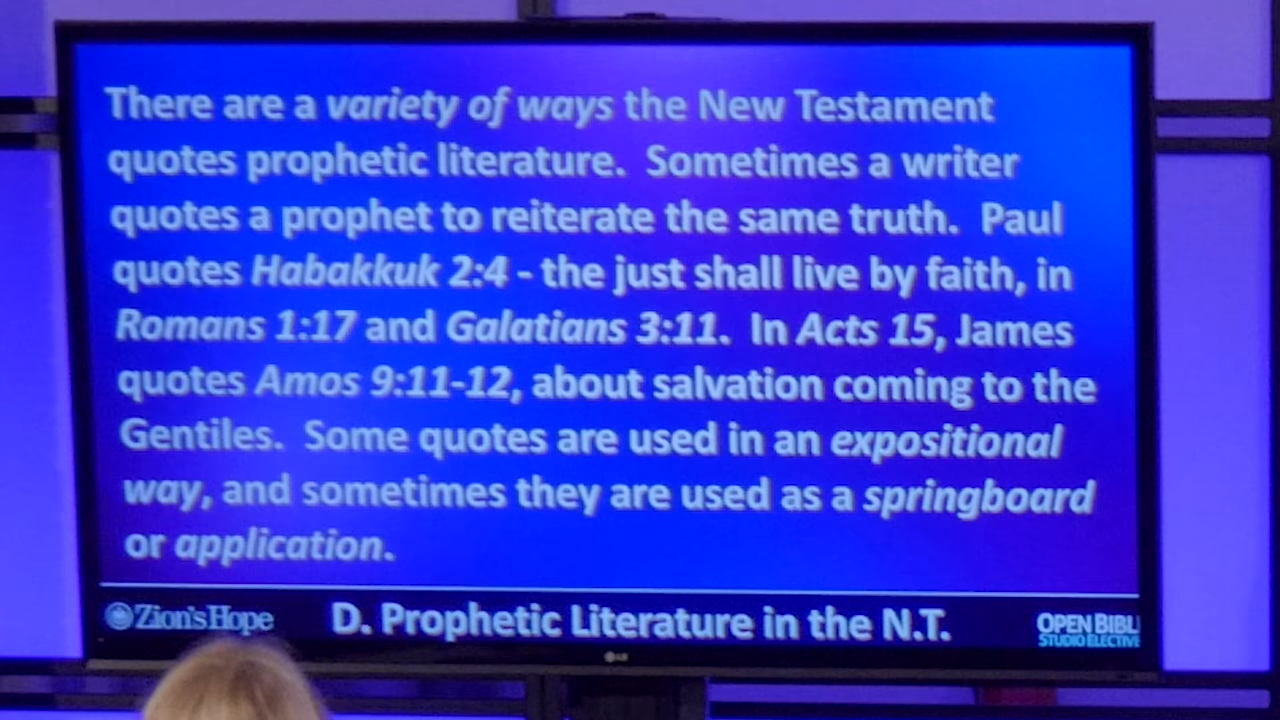 There are a variety of ways the New Testament
quotes prophetic literature. Sometimes a writer
quotes a prophet to reiterate the same truth. Paul
quotes Habakkuk 2:4 - the just shall live by faith, in
Romans 1:17 and Galatians 3:11. In Acts 15, James
quotes Amos 9:11-12, about salvation coming to the
Gentiles. Some quotes are used in an expositional
way, and sometimes they are used as a springboard
or application.
Zion's Hope D. Prophetic Literature in the N.T. OPEN BIBL
STUDIO ELECTIVE
LG